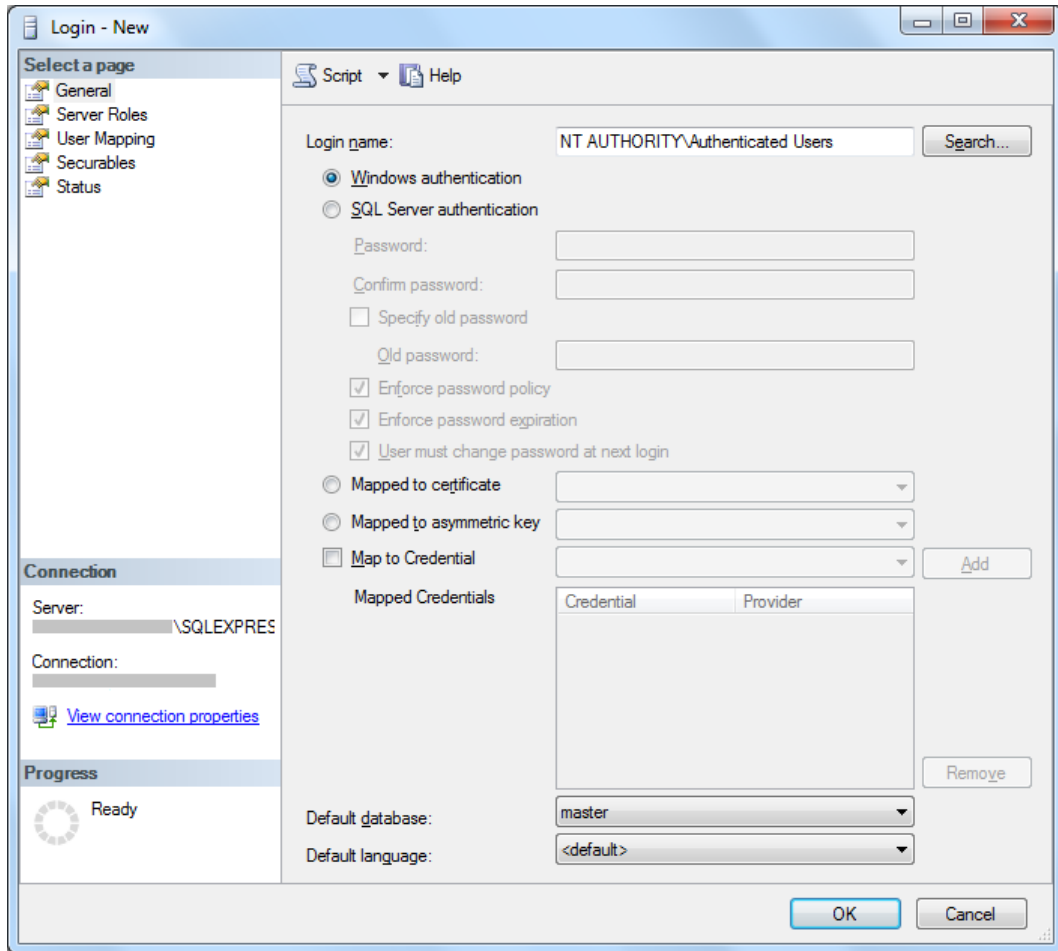 Login - New
Select a page
General
Server Roles
User Mapping
Securables
Status
Connection
Server:
\SQLEXPRES
Connection:
View connection properties
Progress
Ready
Script Help
Login name: NT AUTHORITY\Authenticated Users Search...
Windows authentication
SQL Server authentication
Password:
Confirm password:
Specify old password
Old password:
Enforce password policy
Enforce password expiration
User must change password at next login
Mapped to certificate
Mapped to asymmetric key
Map to Credential Add
Mapped Credentials Credential Provider
Remove
Default database: master
Default language: <default>
OK Cancel